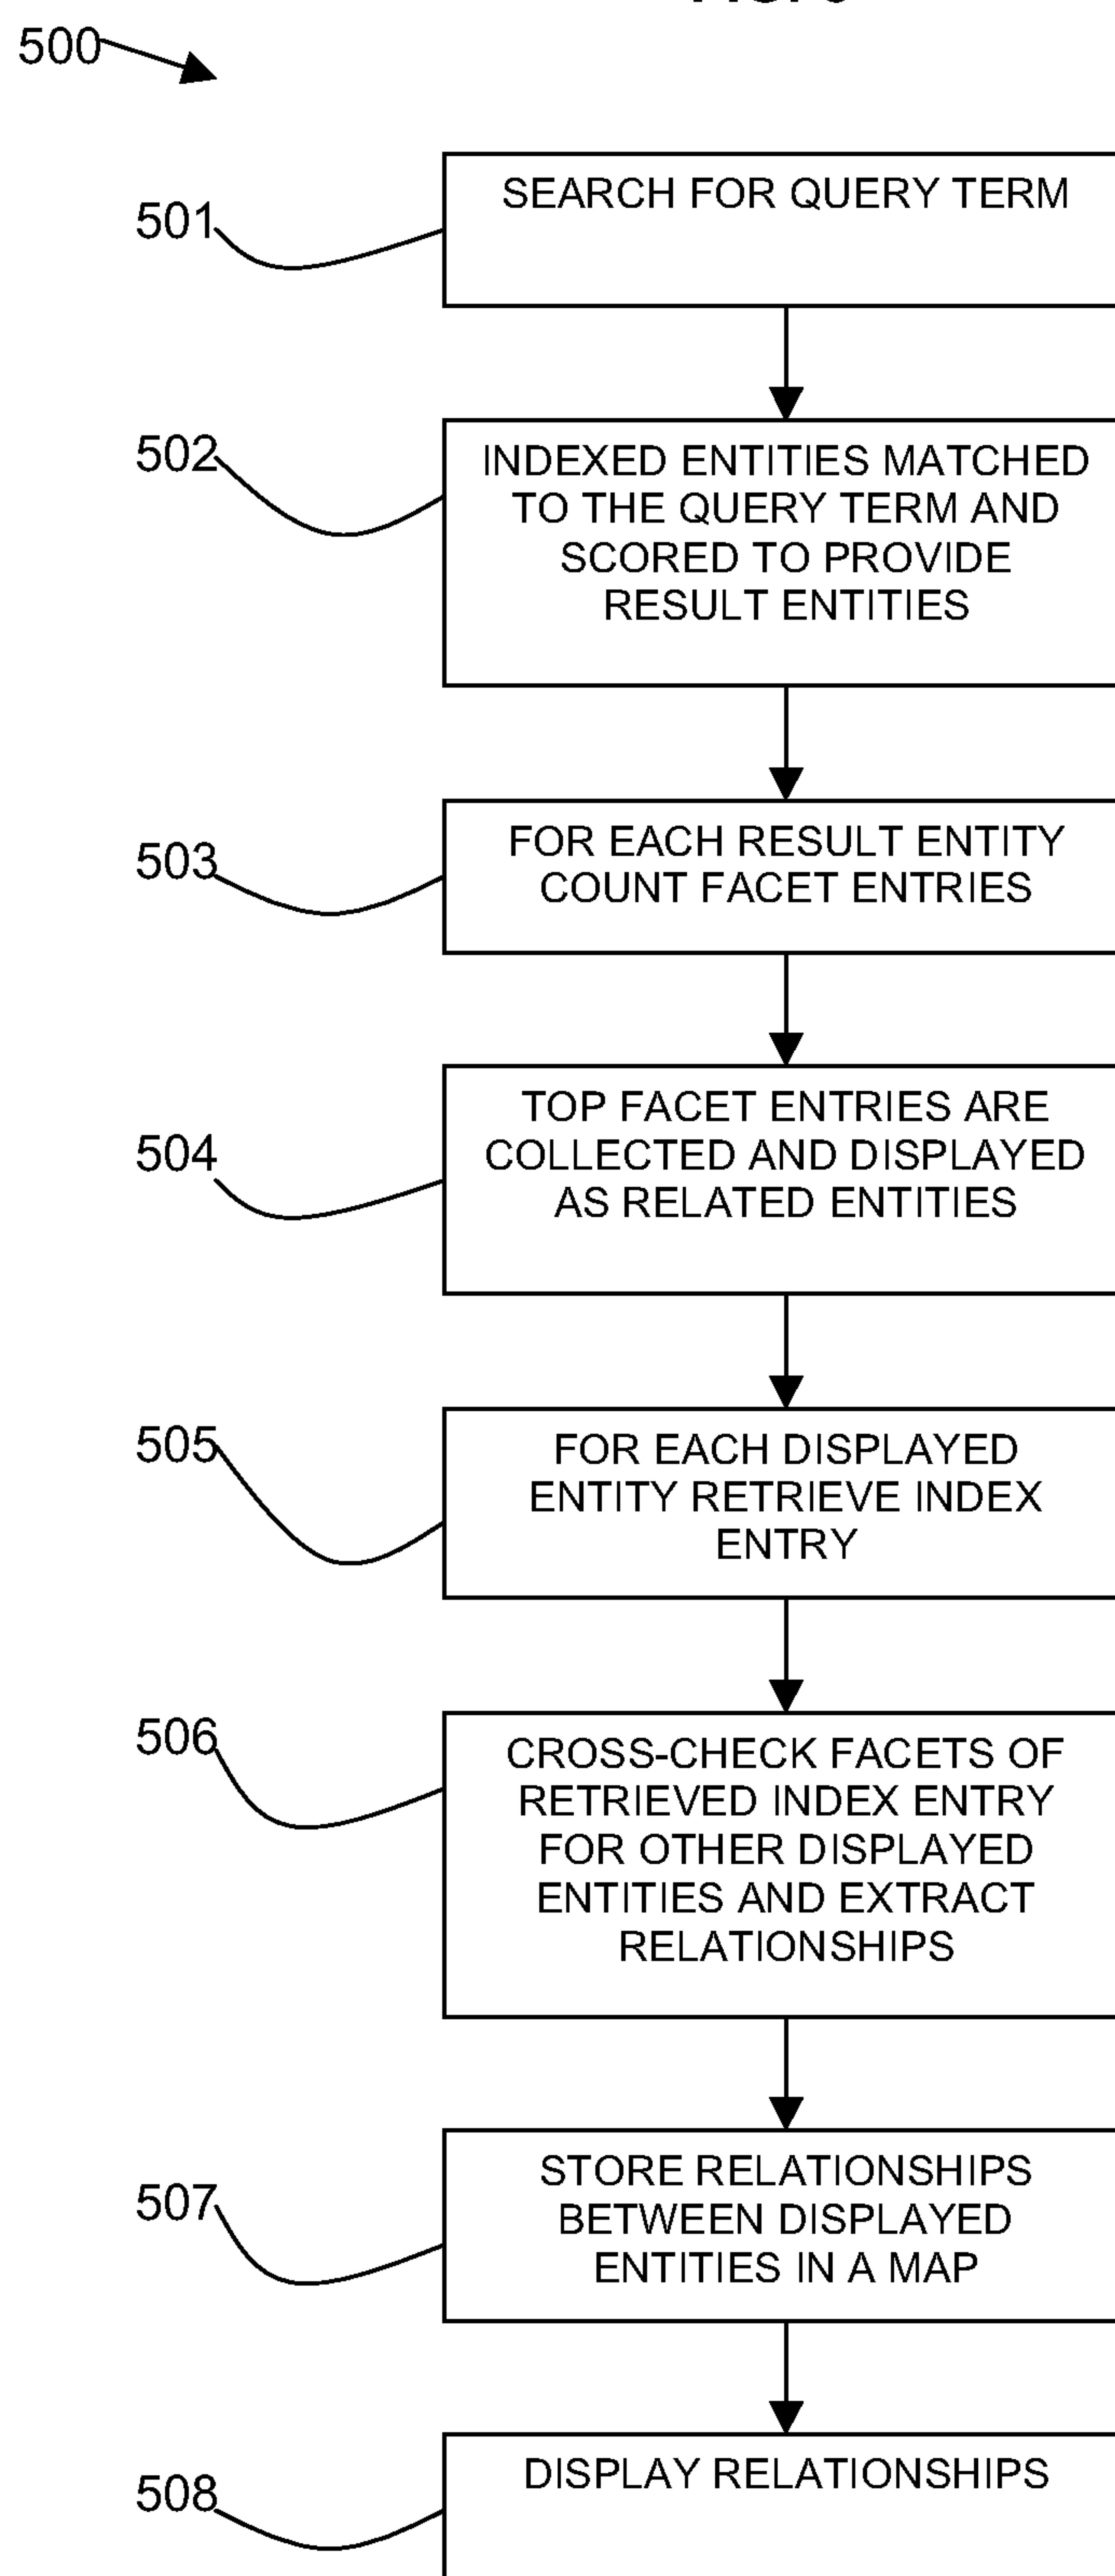 500
501
SEARCH FOR QUERY TERM
502
INDEXED ENTITIES MATCHED
TO THE QUERY TERM AND
SCORED TO PROVIDE
RESULT ENTITIES
503
FOR EACH RESULT ENTITY
COUNT FACET ENTRIES
504
TOP FACET ENTRIES ARE
COLLECTED AND DISPLAYED
AS RELATED ENTITIES
505
FOR EACH DISPLAYED
ENTITY RETRIEVE INDEX
ENTRY
506
CROSS-CHECK FACETS OF
RETRIEVED INDEX ENTRY
FOR OTHER DISPLAYED
ENTITIES AND EXTRACT
RELATIONSHIPS
507
STORE RELATIONSHIPS
BETWEEN DISPLAYED
ENTITIES IN A MAP
508
DISPLAY RELATIONSHIPS